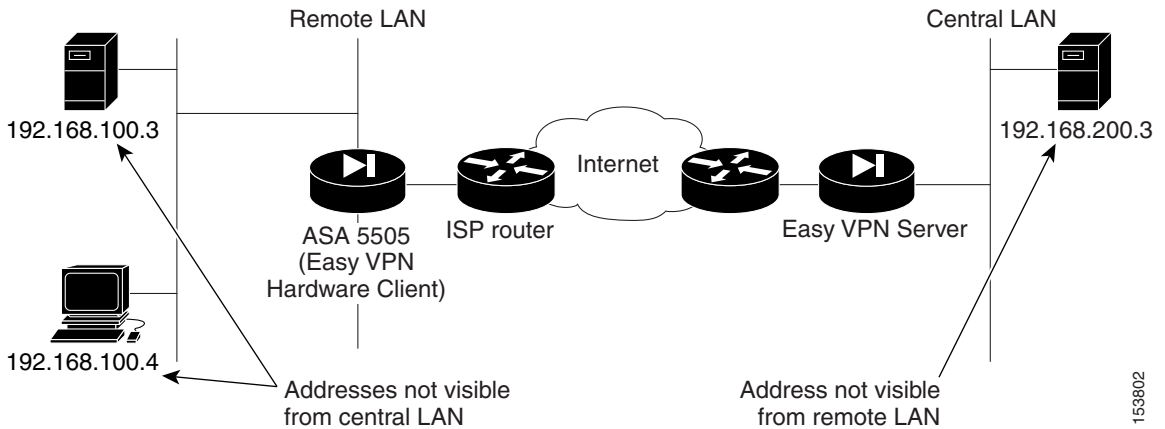 Remote LAN
Central LAN
192.168.100.3
192.168.200.3
Internet
ASA 5505
(Easy VPN
Hardware Client)
ISP router
Easy VPN Server
192.168.100.4
Addresses not visible
from central LAN
Address not visible
from remote LAN
153802